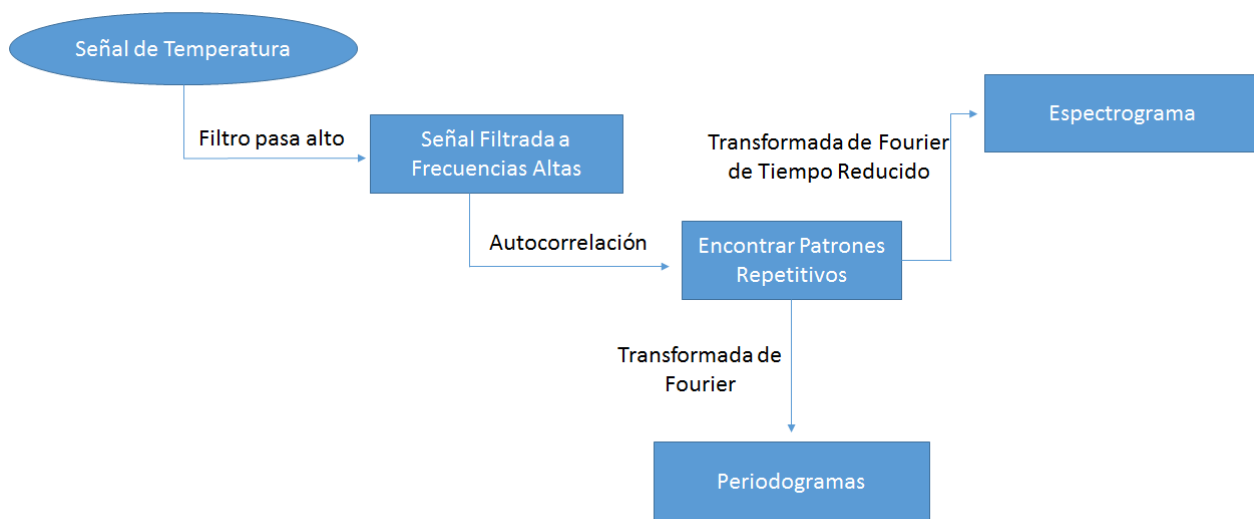 Señal de Temperatura
Filtro pasa alto
Señal Filtrada a
Frecuencias Altas
Autocorrelación
Encontrar Patrones
Repetitivos
Transformada de Fourier
de Tiempo Reducido
Espectrograma
Transformada de
Fourier
Periodogramas